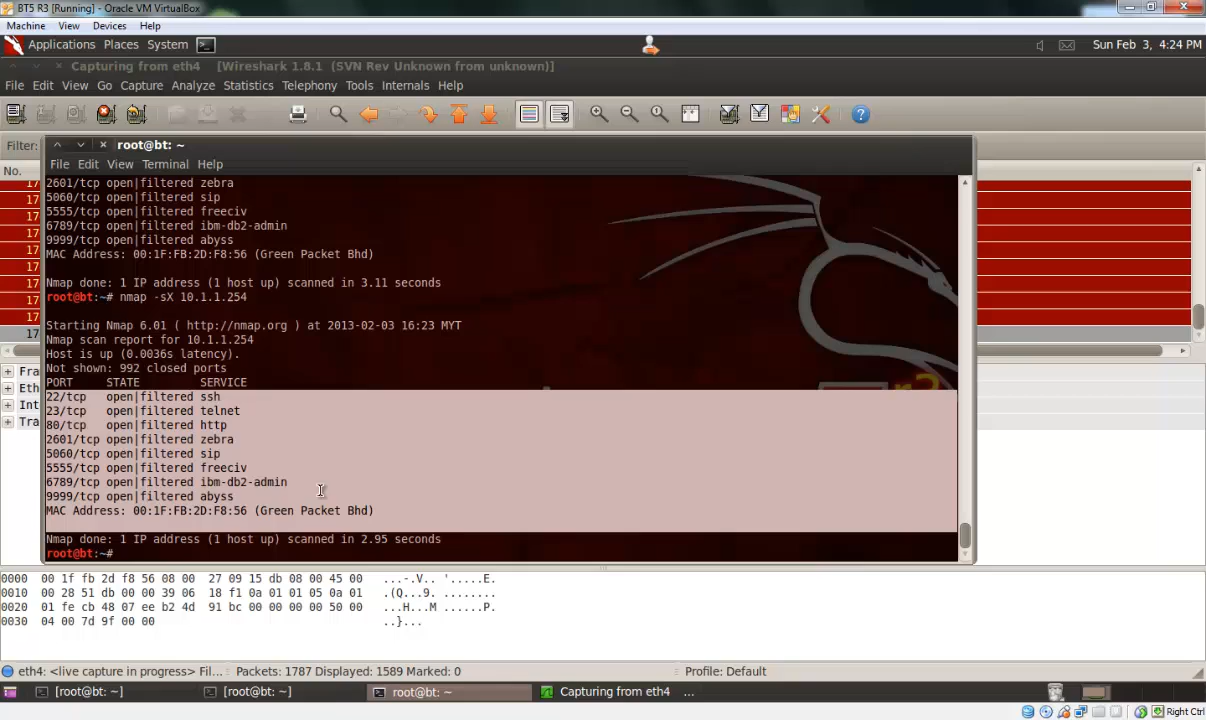 BT5 R3 [Running] - Oracle VM VirtualBox
Machine View Devices Help
Applications Places System
Sun Feb 3, 4:24 PM
Capturing from eth4 [Wireshark 1.8.1 (SVN Rev Unknown from unknown)]
File Edit View Go Capture Analyze Statistics Telephony Tools Internals Help
Filter:
root@bt: ~
No.
File Edit View Terminal Help
2601/tcp open|filtered zebra
5060/tcp open|filtered sip
5555/tcp open|filtered freeciv
6789/tcp open|filtered ibm-db2-admin
9999/tcp open|filtered abyss
MAC Address: 00:1F:FB:2D:F8:56 (Green Packet Bhd)
Nmap done: 1 IP address (1 host up) scanned in 3.11 seconds
root@bt:~# nmap -sX 10.1.1.254
Starting Nmap 6.01 ( http://nmap.org ) at 2013-02-03 16:23 MYT
Nmap scan report for 10.1.1.254
Host is up (0.0036s latency).
Not shown: 992 closed ports
PORT STATE SERVICE
22/tcp open|filtered ssh
23/tcp open|filtered telnet
80/tcp open|filtered http
2601/tcp open|filtered zebra
5060/tcp open|filtered sip
5555/tcp open|filtered freeciv
6789/tcp open|filtered ibm-db2-admin
9999/tcp open|filtered abyss
MAC Address: 00:1F:FB:2D:F8:56 (Green Packet Bhd)
Nmap done: 1 IP address (1 host up) scanned in 2.95 seconds
root@bt:~#
17
17
17
17
17
17
17
17
17
Fra
Eth
Int
Tra
0000 00 1f fb 2d f8 56 08 00 27 09 15 db 08 00 45 00 ...-.V.. '.....E.
0010 00 28 51 db 00 00 39 06 18 f1 0a 01 01 05 0a 01 .(Q...9. ........
0020 01 fe cb 48 07 ee b2 4d 91 bc 00 00 00 00 50 00 ...H...M ......P.
0030 04 00 7d 9f 00 00 ..}...
eth4: <live capture in progress> Fil... Packets: 1787 Displayed: 1589 Marked: 0 Profile: Default
[root@bt: ~] [root@bt: ~] root@bt: ~ Capturing from eth4 ...
Right Ctrl